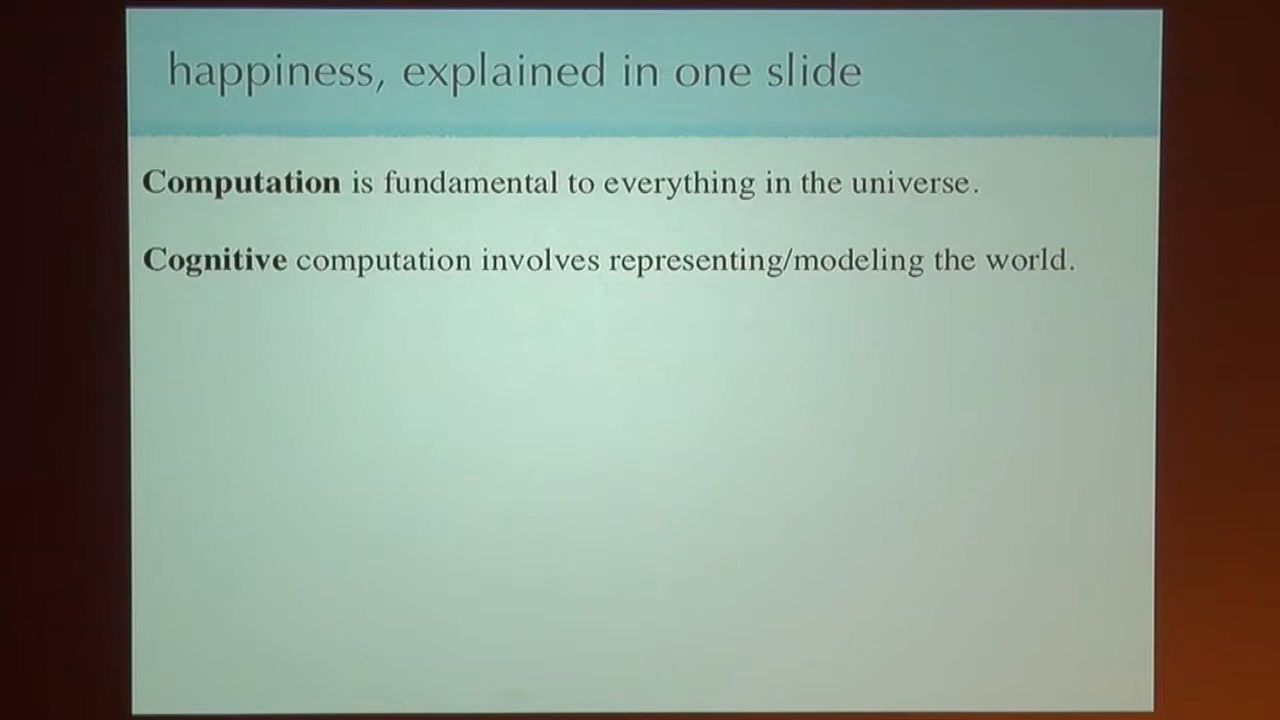 happiness, explained in one slide
Computation is fundamental to everything in the universe.
Cognitive computation involves representing/modeling the world.